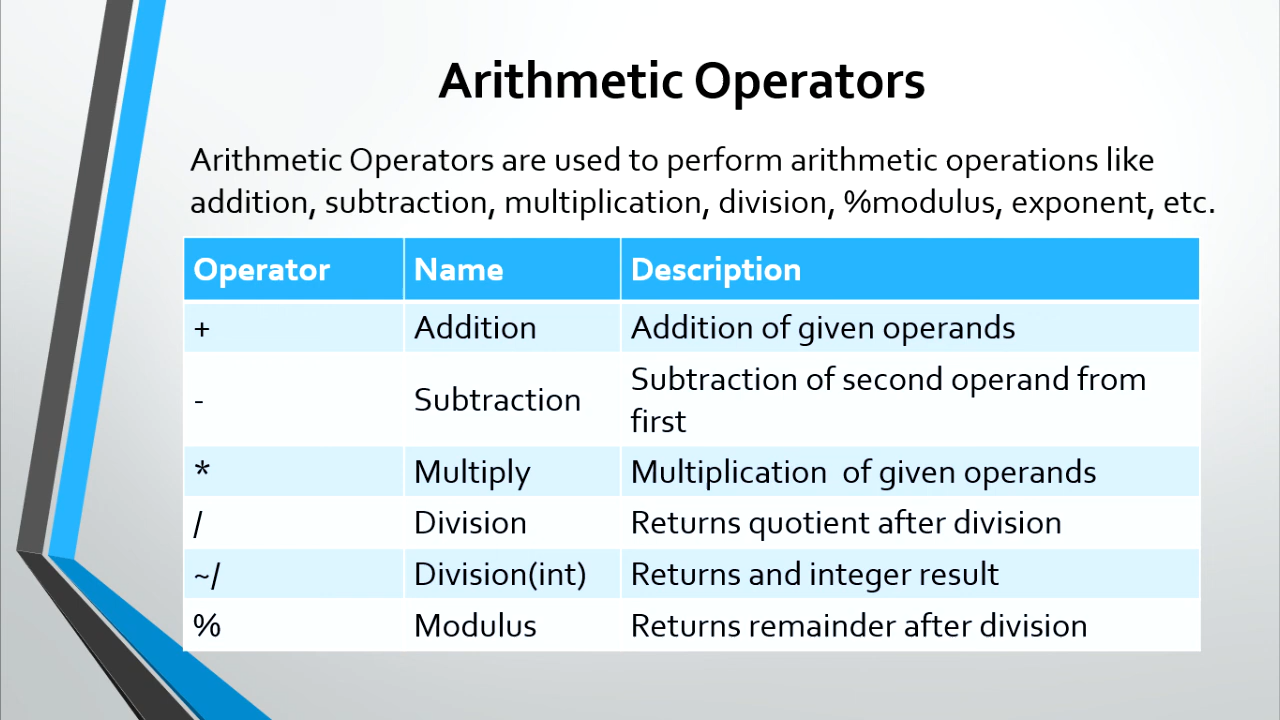 Arithmetic Operators
Arithmetic Operators are used to perform arithmetic operations like
addition, subtraction, multiplication, division, %modulus, exponent, etc.
Operator Name Description
+ Addition Addition of given operands
- Subtraction Subtraction of second operand from
first
* Multiply Multiplication  of given operands
/ Division Returns quotient after division
~/ Division(int) Returns and integer result
% Modulus Returns remainder after division